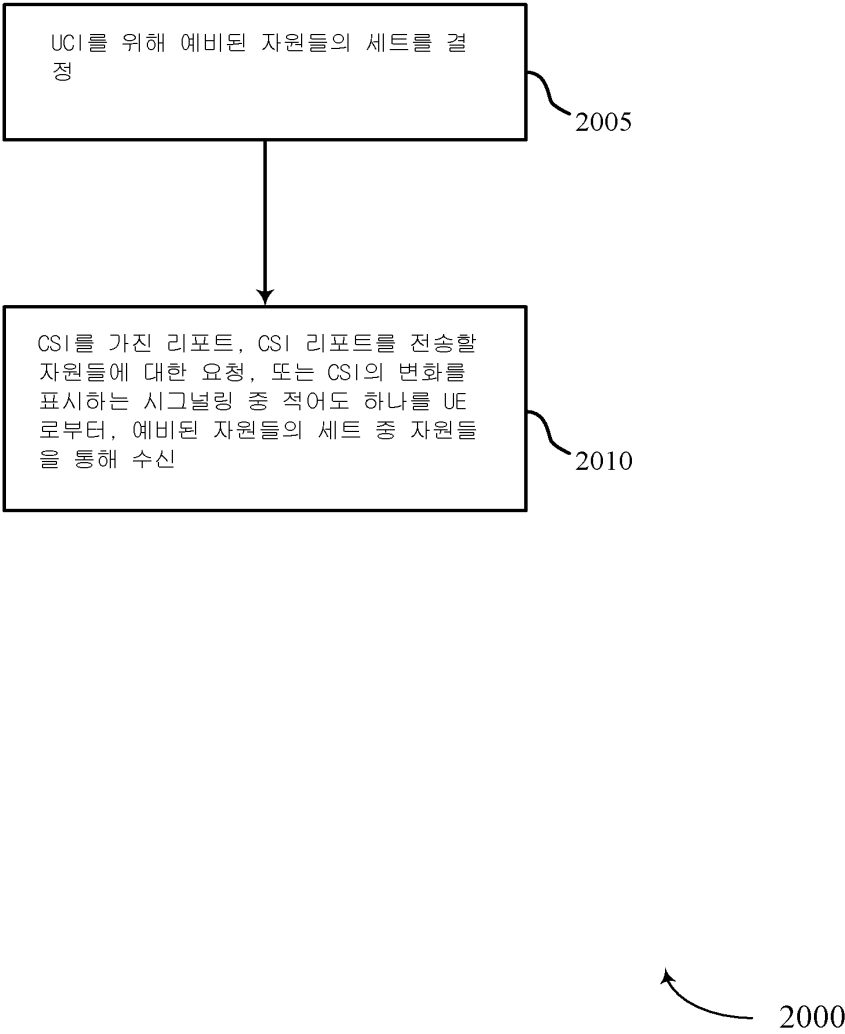 UCI를 위해 예비된 자원들의 세트를 결
정
2005
CSI를 가진 리포트, CSI 리포트를 전송할
자원들에 대한 요청, 또는 CSI의 변화를
표시하는 시그널링 중 적어도 하나를 UE
로부터, 예비된 자원들의 세트 중 자원들
을 통해 수신
2010
2000